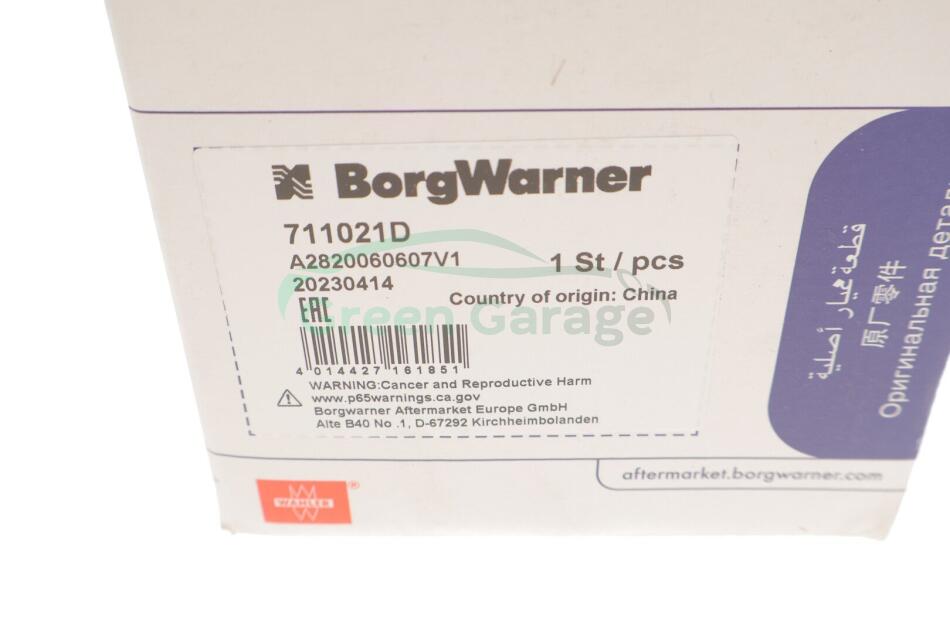 BorgWarner
711021D
A2820060607V1
1 St / pcs
20230414
Country of origin: China
EAC
Green Garage
4 014427 161851
WARNING:Cancer and Reproductive Harm
www.p65warnings.ca.gov
Borgwarner Aftermarket Europe GmbH
Alte B40 No .1, D-67292 Kirchheimbolanden
قطعة غيار أصلية
原厂零件
Оригинальная
aftermarket.borgwarner.com
WAHLER ®